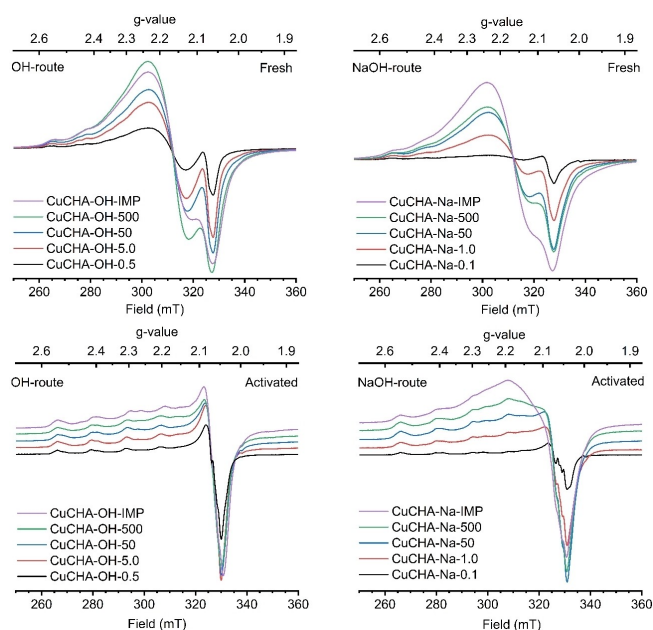 g-value
2.6 2.4 2.3 2.2 2.1 2.0 1.9
OH-route Fresh
CuCHA-OH-IMP
CuCHA-OH-500
CuCHA-OH-50
CuCHA-OH-5.0
CuCHA-OH-0.5
260 280 300 320 340 360
Field (mT)
g-value
2.6 2.4 2.3 2.2 2.1 2.0 1.9
NaOH-route Fresh
CuCHA-Na-IMP
CuCHA-Na-500
CuCHA-Na-50
CuCHA-Na-1.0
CuCHA-Na-0.1
260 280 300 320 340 360
Field (mT)
g-value
2.6 2.4 2.3 2.2 2.1 2.0 1.9
OH-route Activated
CuCHA-OH-IMP
CuCHA-OH-500
CuCHA-OH-50
CuCHA-OH-5.0
CuCHA-OH-0.5
260 280 300 320 340 360
Field (mT)
g-value
2.6 2.4 2.3 2.2 2.1 2.0 1.9
NaOH-route Activated
CuCHA-Na-IMP
CuCHA-Na-500
CuCHA-Na-50
CuCHA-Na-1.0
CuCHA-Na-0.1
260 280 300 320 340 360
Field (mT)